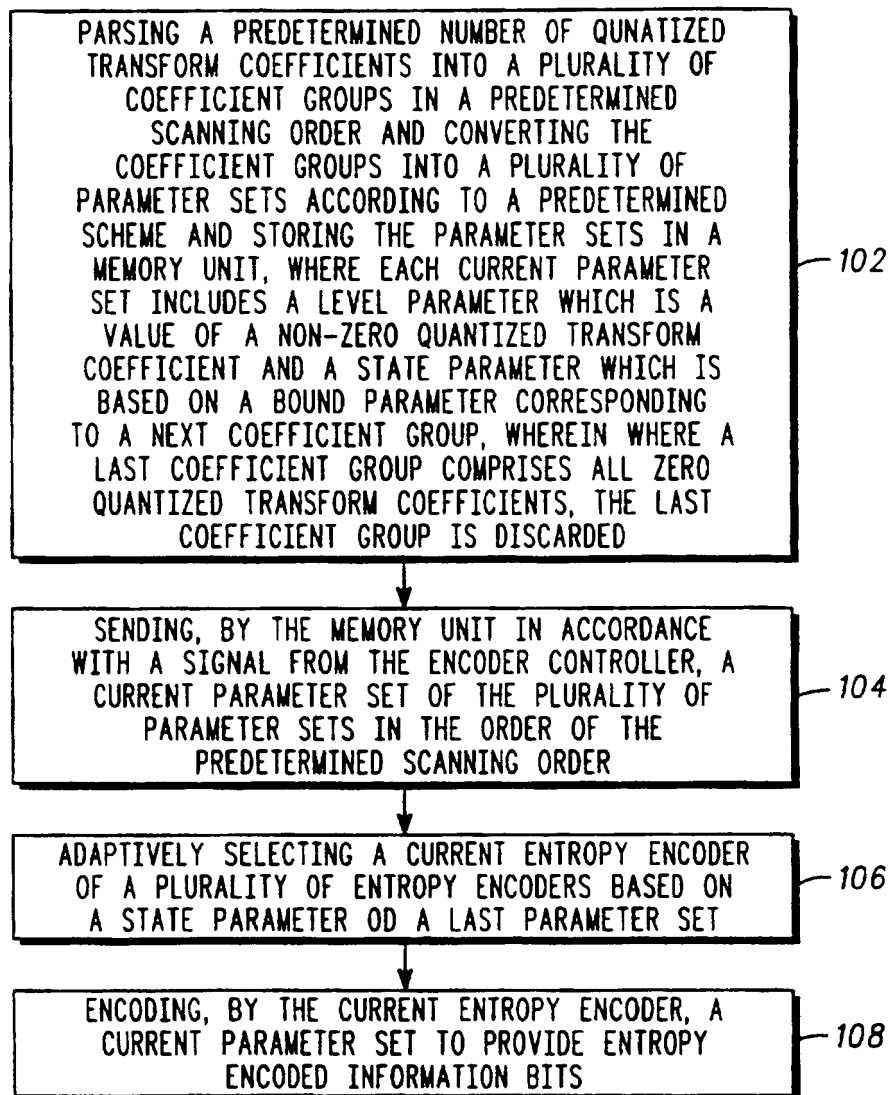 PARSING A PREDETERMINED NUMBER OF QUNATIZED
TRANSFORM COEFFICIENTS INTO A PLURALITY OF
COEFFICIENT GROUPS IN A PREDETERMINED
SCANNING ORDER AND CONVERTING THE
COEFFICIENT GROUPS INTO A PLURALITY OF
PARAMETER SETS ACCORDING TO A PREDETERMINED
SCHEME AND STORING THE PARAMETER SETS IN A
MEMORY UNIT, WHERE EACH CURRENT PARAMETER
SET INCLUDES A LEVEL PARAMETER WHICH IS A
VALUE OF A NON-ZERO QUANTIZED TRANSFORM
COEFFICIENT AND A STATE PARAMETER WHICH IS
BASED ON A BOUND PARAMETER CORRESPONDING
TO A NEXT COEFFICIENT GROUP, WHEREIN WHERE A
LAST COEFFICIENT GROUP COMPRISES ALL ZERO
QUANTIZED TRANSFORM COEFFICIENTS, THE LAST
COEFFICIENT GROUP IS DISCARDED
102
SENDING, BY THE MEMORY UNIT IN ACCORDANCE
WITH A SIGNAL FROM THE ENCODER CONTROLLER, A
CURRENT PARAMETER SET OF THE PLURALITY OF
PARAMETER SETS IN THE ORDER OF THE
PREDETERMINED SCANNING ORDER
104
ADAPTIVELY SELECTING A CURRENT ENTROPY ENCODER
OF A PLURALITY OF ENTROPY ENCODERS BASED ON
A STATE PARAMETER OD A LAST PARAMETER SET
106
ENCODING, BY THE CURRENT ENTROPY ENCODER, A
CURRENT PARAMETER SET TO PROVIDE ENTROPY
ENCODED INFORMATION BITS
108